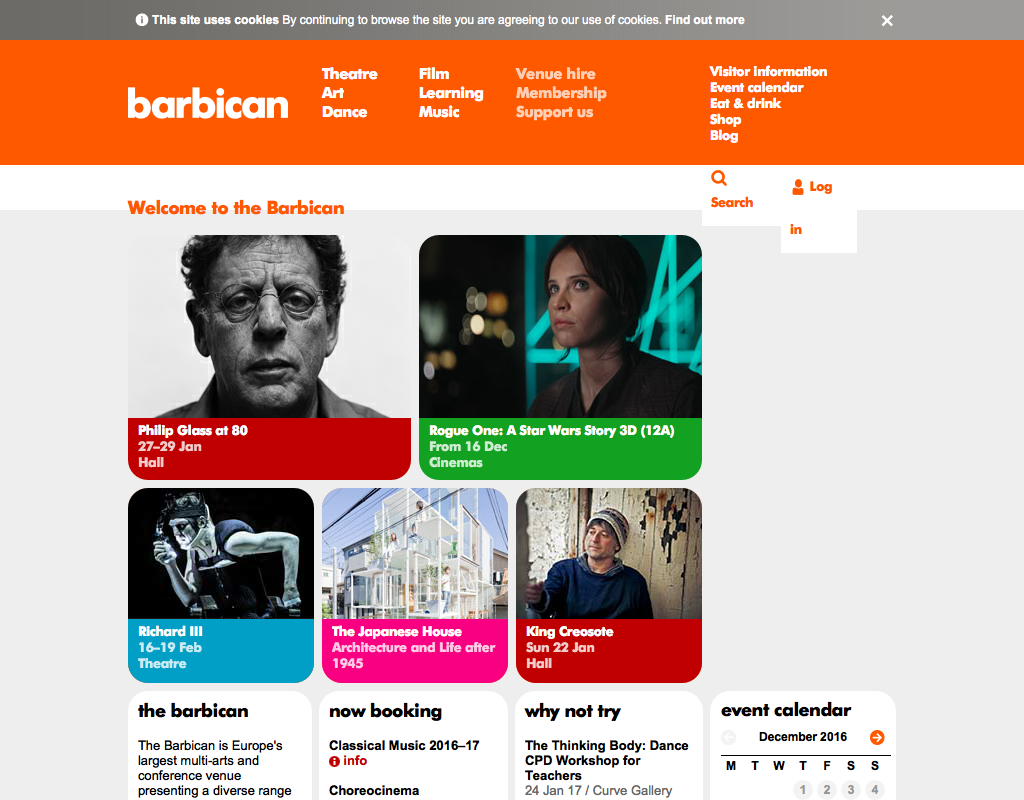 This site uses cookies By continuing to browse the site you are agreeing to our use of cookies. Find out more
barbican
Theatre
Art
Dance
Film
Learning
Music
Venue hire
Membership
Support us
Visitor information
Event calendar
Eat & drink
Shop
Blog
Search
Log
in
Welcome to the Barbican
Philip Glass at 80
27–29 Jan
Hall
Rogue One: A Star Wars Story 3D (12A)
From 16 Dec
Cinemas
Richard III
16–19 Feb
Theatre
The Japanese House
Architecture and Life after
1945
King Creosote
Sun 22 Jan
Hall
the barbican
The Barbican is Europe's
largest multi-arts and
conference venue
presenting a diverse range
now booking
Classical Music 2016–17
info
Choreocinema
why not try
The Thinking Body: Dance
CPD Workshop for
Teachers
24 Jan 17 / Curve Gallery
event calendar
December 2016
M T W T F S S
1 2 3 4